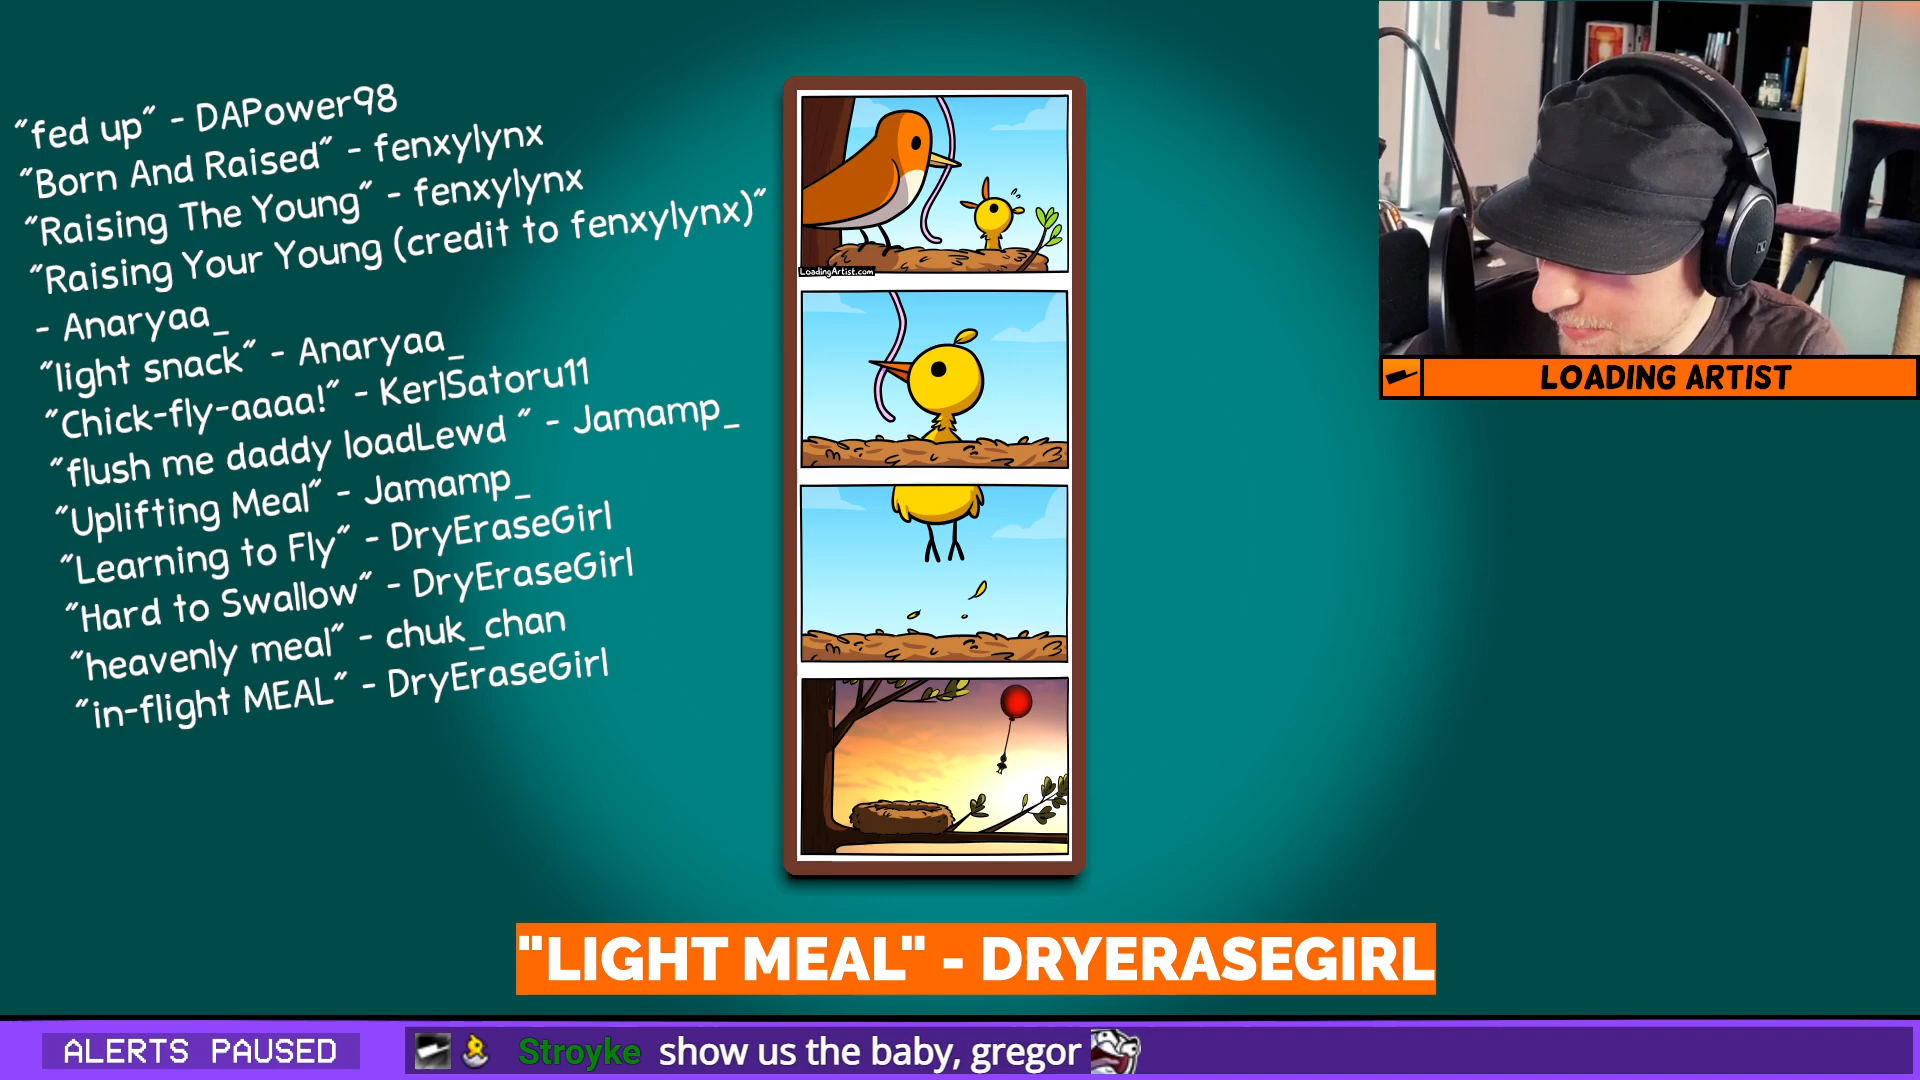 "fed up" - DAPower98
"Born And Raised" - fenxylynx
"Raising The Young" - fenxylynx
"Raising Your Young (credit to fenxylynx)"
- Anaryaa_
"light snack" - Anaryaa_
"Chick-fly-aaaa!" - KerlSatoru11
"flush me daddy loadLewd " - Jamamp_
"Uplifting Meal" - Jamamp_
"Learning to Fly" - DryEraseGirl
"Hard to Swallow" - DryEraseGirl
"heavenly meal" - chuk_chan
"in-flight MEAL" - DryEraseGirl
LoadingArtist.com
LOADING ARTIST
"LIGHT MEAL" - DRYERASEGIRL
ALERTS PAUSED
Stroyke show us the baby, gregor